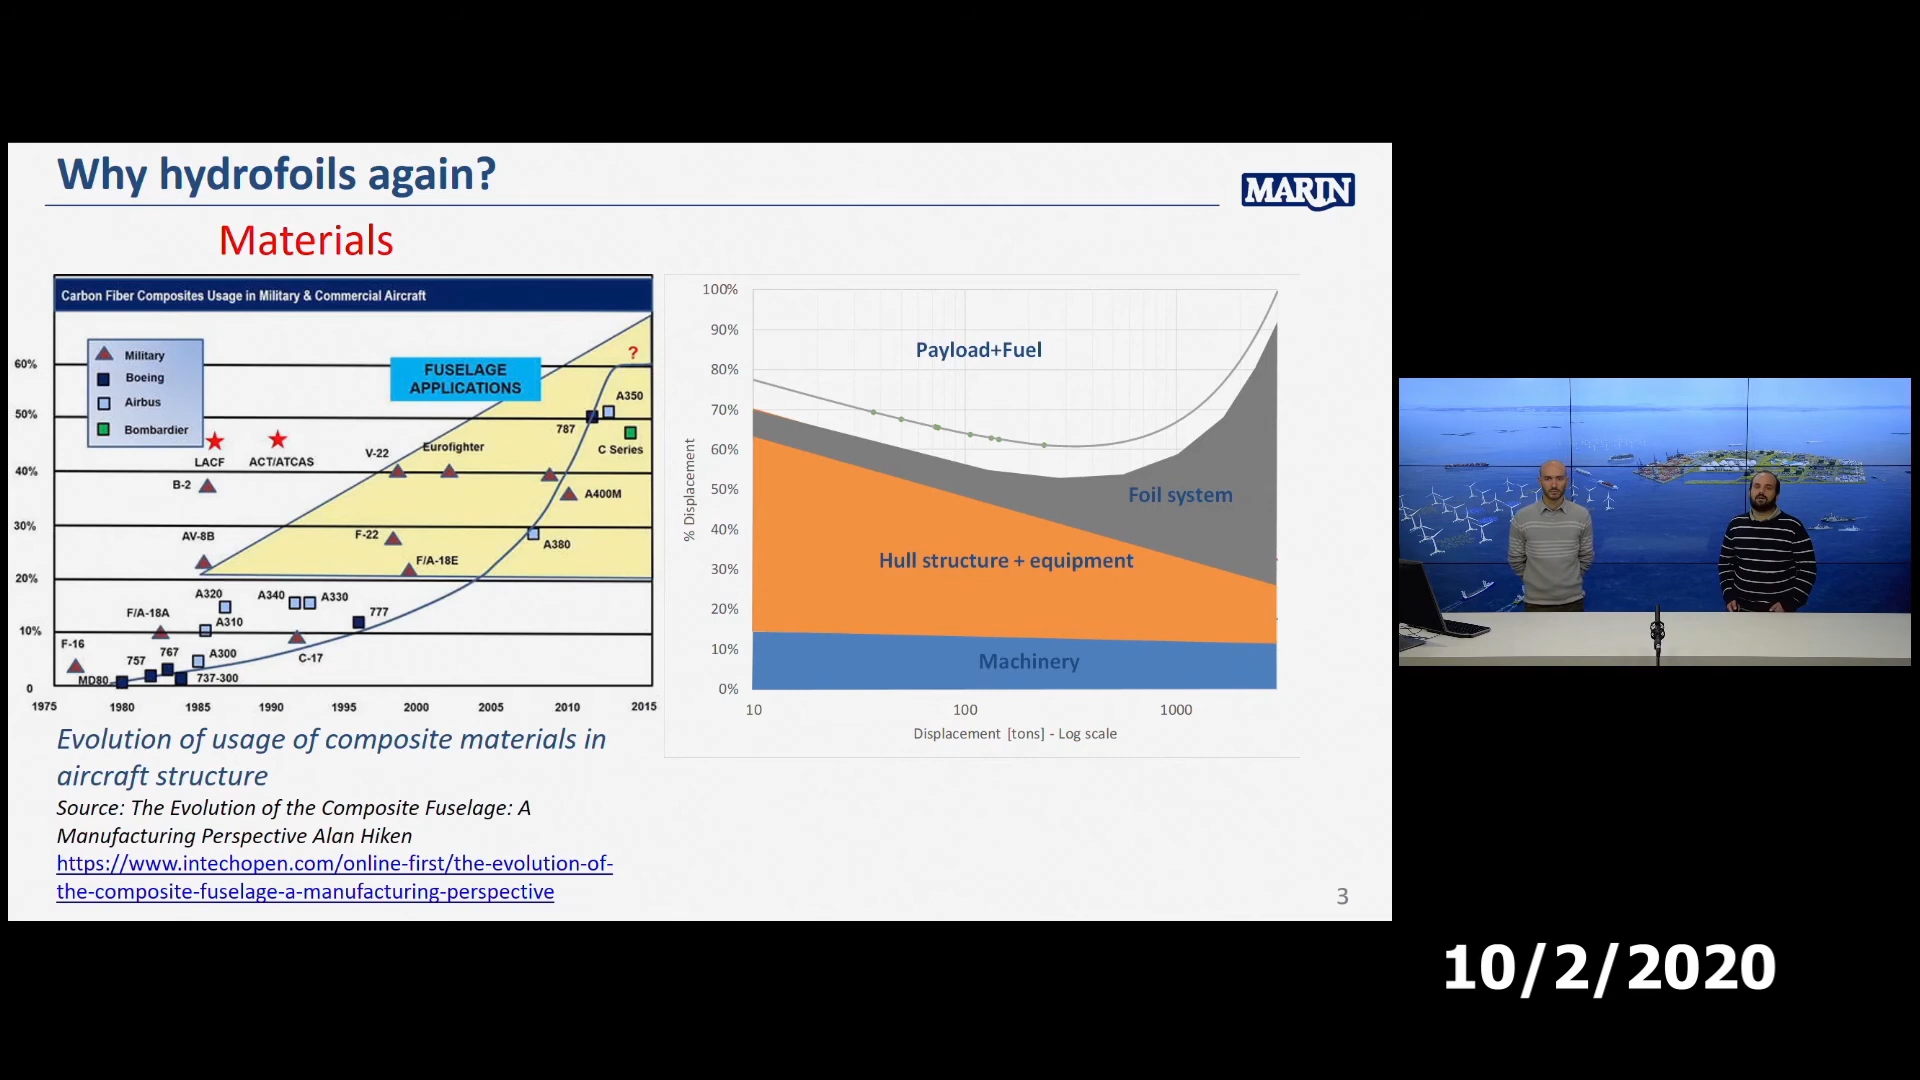 Why hydrofoils again?
MARIN
Materials
Carbon Fiber Composites Usage in Military & Commercial Aircraft
Military
Boeing
Airbus
Bombardier
FUSELAGE
APPLICATIONS
?
60%
50%
40%
30%
20%
10%
0
A350
787
C Series
LACF
ACT/ATCAS
V-22
Eurofighter
B-2
A400M
AV-8B
F-22
A380
F/A-18E
A320
A340
A330
F/A-18A
A310
777
F-16
757
767
A300
C-17
MD80
737-300
1975
1980
1985
1990
1995
2000
2005
2010
2015
Evolution of usage of composite materials in
aircraft structure
Source: The Evolution of the Composite Fuselage: A
Manufacturing Perspective Alan Hiken
https://www.intechopen.com/online-first/the-evolution-of-
the-composite-fuselage-a-manufacturing-perspective
100%
90%
80%
70%
60%
50%
40%
30%
20%
10%
0%
% Displacement
Payload+Fuel
Foil system
Hull structure + equipment
Machinery
10
100
1000
Displacement [tons] - Log scale
3
10/2/2020